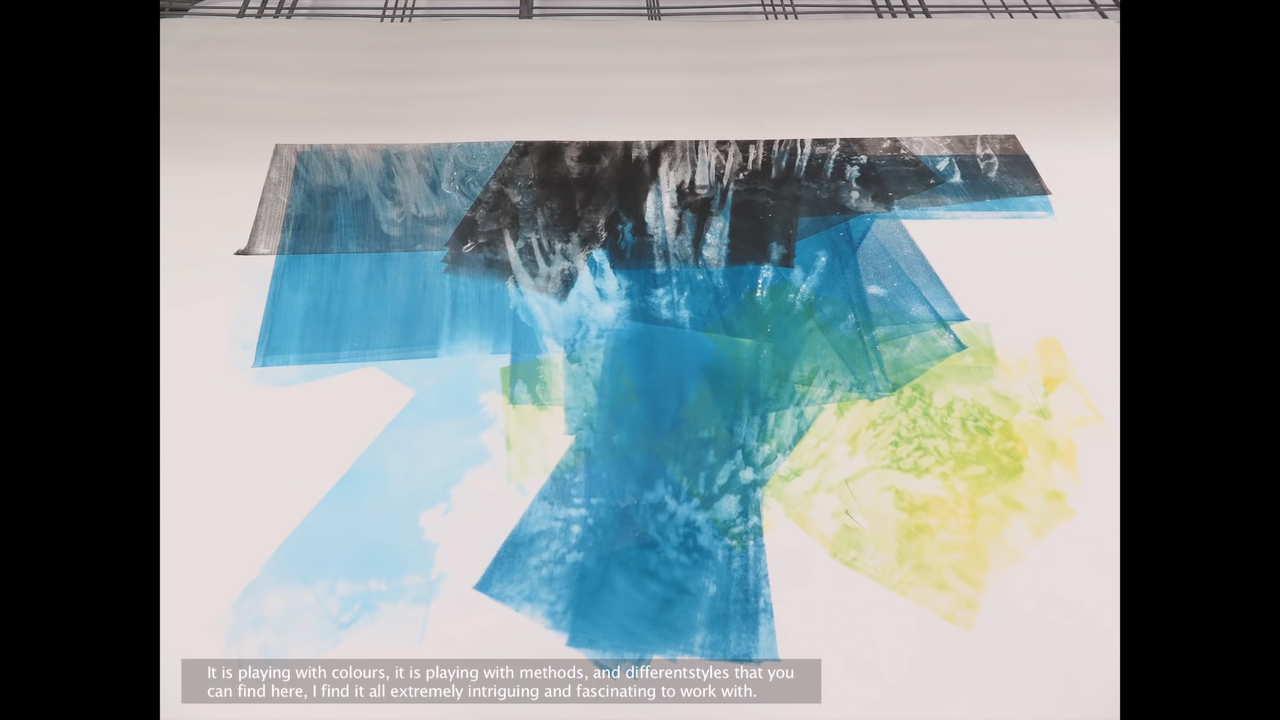 It is playing with colours, it is playing with methods, and differentstyles that you
can find here, I find it all extremely intriguing and fascinating to work with.